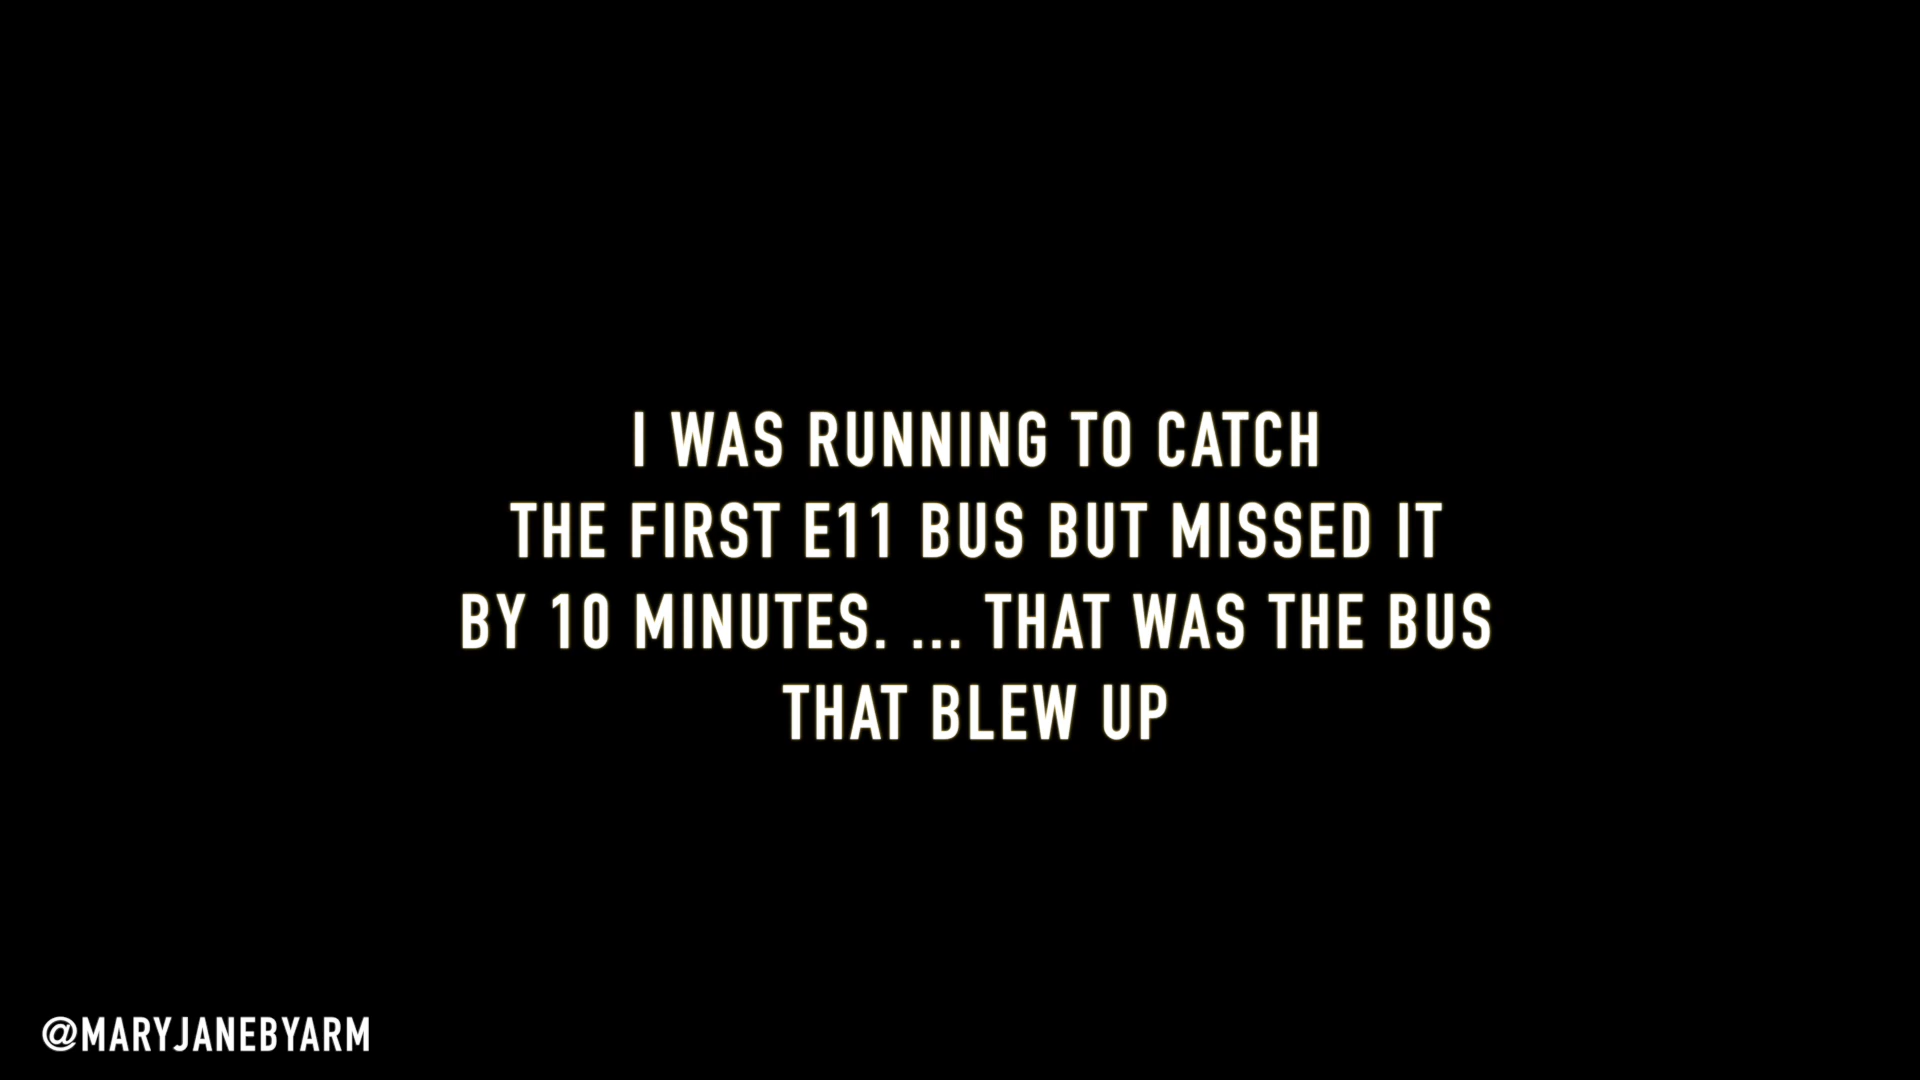 I WAS RUNNING TO CATCH
THE FIRST E11 BUS BUT MISSED IT
BY 10 MINUTES. ... THAT WAS THE BUS
THAT BLEW UP
@MARYJANEBYARM